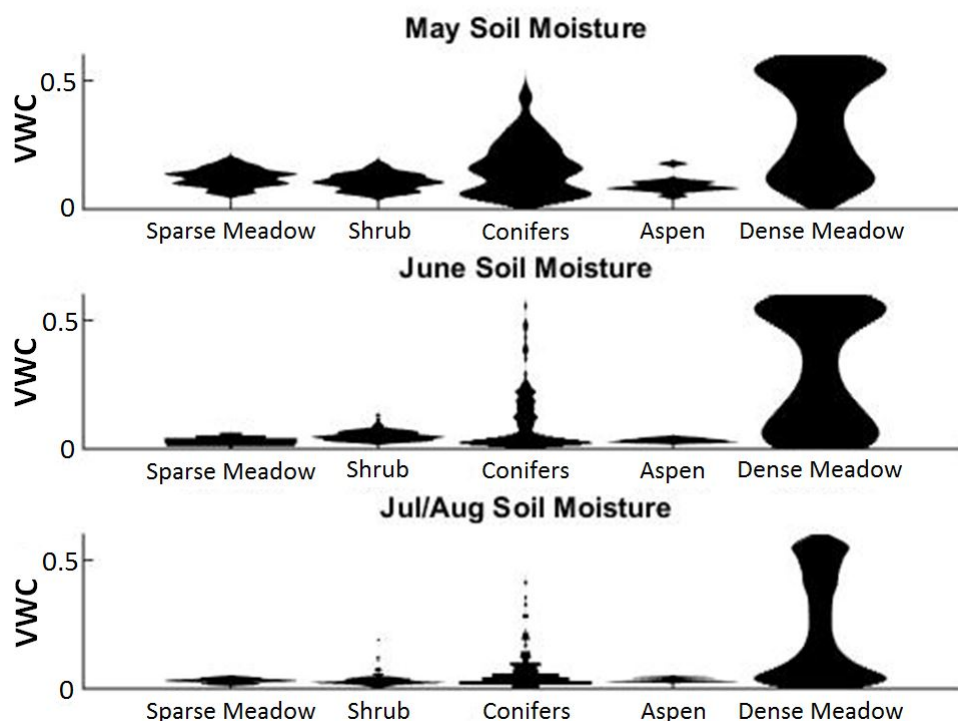 May Soil Moisture
VWC
0.5
0
Sparse Meadow Shrub Conifers Aspen Dense Meadow
June Soil Moisture
VWC
0.5
0
Sparse Meadow Shrub Conifers Aspen Dense Meadow
Jul/Aug Soil Moisture
VWC
0.5
0
Sparse Meadow Shrub Conifers Aspen Dense Meadow